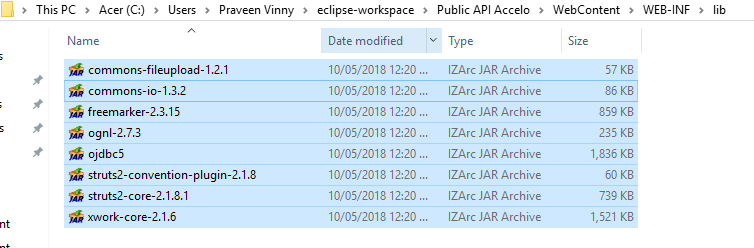 This PC > Acer (C:) > Users > Praveen Vinny > eclipse-workspace > Public API Accelo > WebContent > WEB-INF > lib
Name Date modified Type Size
commons-fileupload-1.2.1 10/05/2018 12:20 ... IZArc JAR Archive 57 KB
commons-io-1.3.2 10/05/2018 12:20 ... IZArc JAR Archive 86 KB
freemarker-2.3.15 10/05/2018 12:20 ... IZArc JAR Archive 859 KB
ognl-2.7.3 10/05/2018 12:20 ... IZArc JAR Archive 235 KB
ojdbc5 10/05/2018 12:20 ... IZArc JAR Archive 1,836 KB
struts2-convention-plugin-2.1.8 10/05/2018 12:20 ... IZArc JAR Archive 60 KB
struts2-core-2.1.8.1 10/05/2018 12:20 ... IZArc JAR Archive 739 KB
xwork-core-2.1.6 10/05/2018 12:20 ... IZArc JAR Archive 1,521 KB